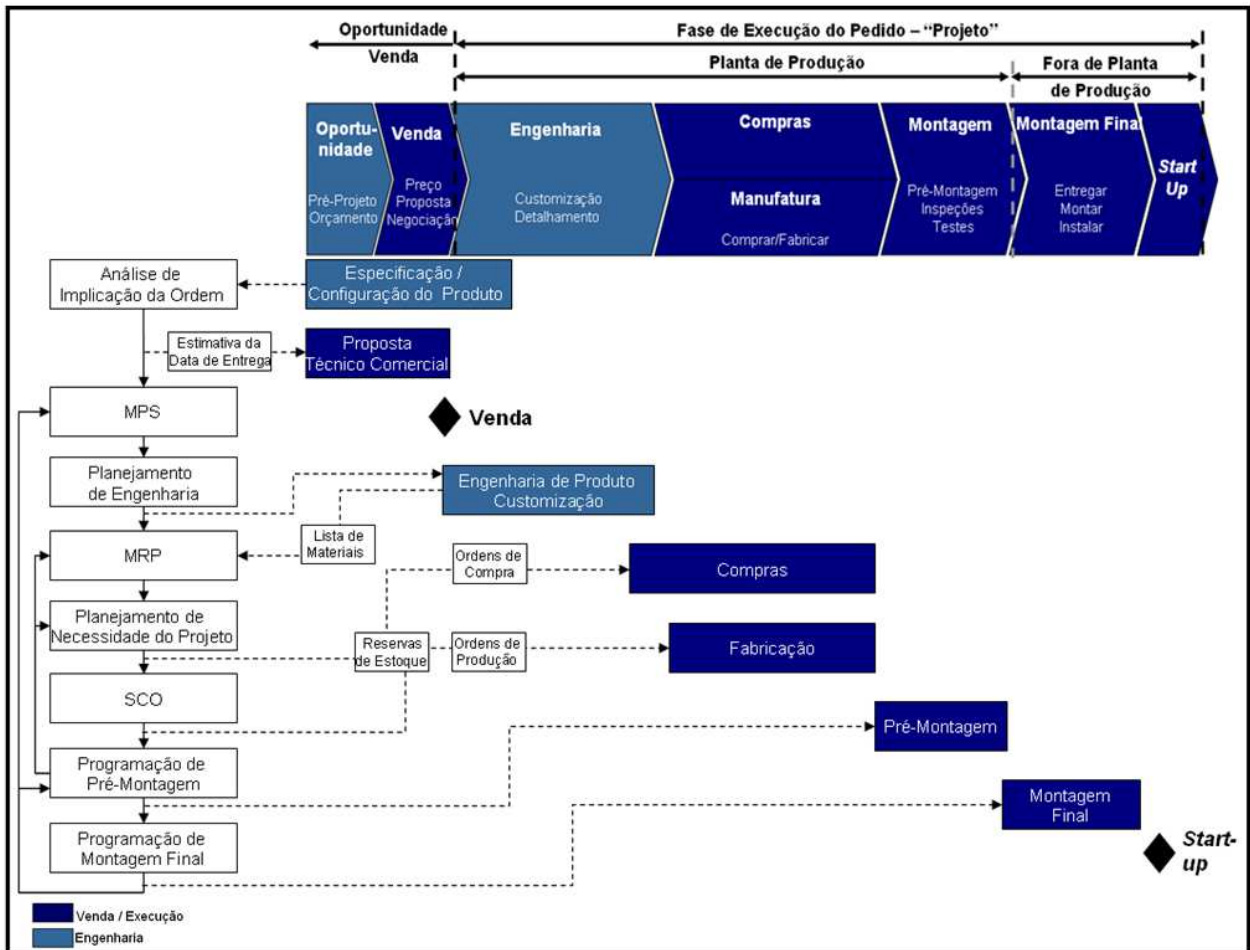 Oportunidade
Venda
Fase de Execução do Pedido – “Projeto”
Planta de Produção
Fora de Planta
de Produção
Oportu-
nidade
Pré-Projeto
Orçamento
Venda
Preço
Proposta
Negociação
Engenharia
Customização
Detalhamento
Compras
Manufatura
Comprar/Fabricar
Montagem
Pré-Montagem
Inspeções
Testes
Montagem Final
Entregar
Montar
Instalar
Start
Up
Análise de
Implicação da Ordem
Especificação /
Configuração do Produto
Estimativa da
Data de Entrega
Proposta
Técnico Comercial
MPS
Venda
Planejamento
de Engenharia
Engenharia de Produto
Customização
Lista de
Materiais
MRP
Ordens de
Compra
Compras
Planejamento de
Necessidade do Projeto
Reservas
de Estoque
Ordens de
Produção
Fabricação
SCO
Pré-Montagem
Programação de
Pré-Montagem
Montagem
Final
Programação de
Montagem Final
Start-
up
Venda / Execução
Engenharia